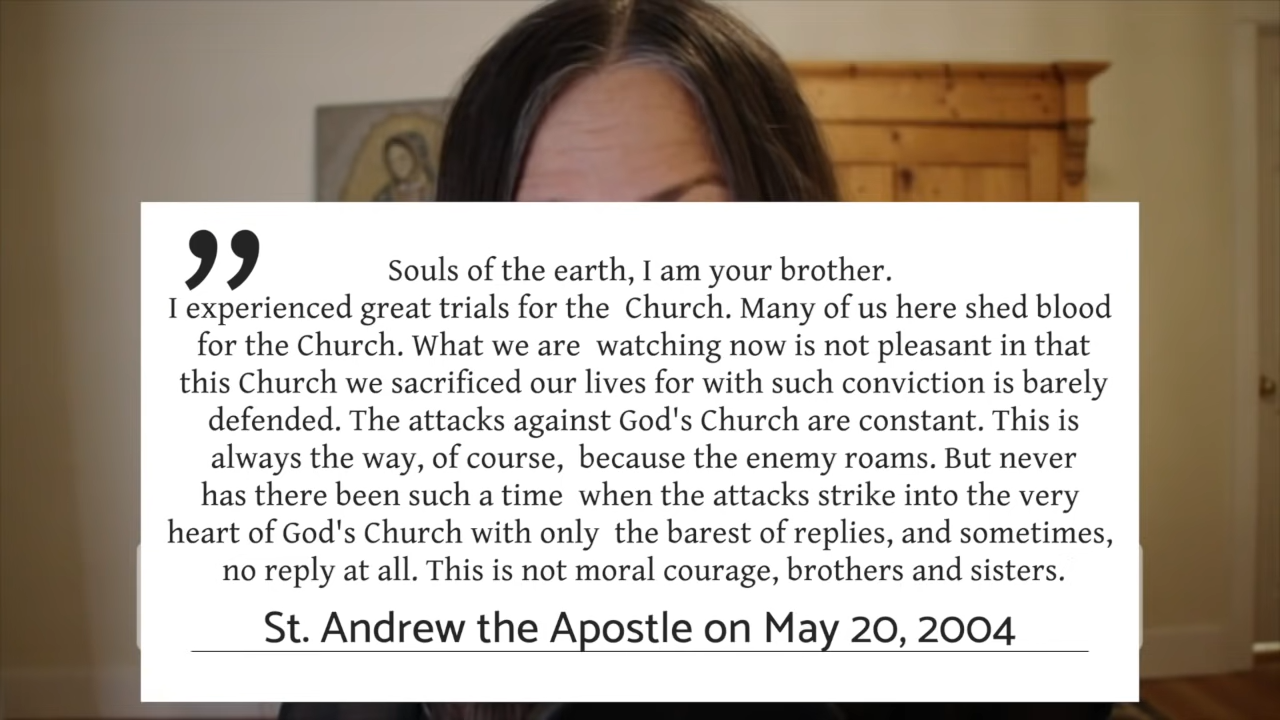 ”
Souls of the earth, I am your brother.
I experienced great trials for the Church. Many of us here shed blood
for the Church. What we are watching now is not pleasant in that
this Church we sacrificed our lives for with such conviction is barely
defended. The attacks against God's Church are constant. This is
always the way, of course, because the enemy roams. But never
has there been such a time when the attacks strike into the very
heart of God's Church with only the barest of replies, and sometimes,
no reply at all. This is not moral courage, brothers and sisters.
St. Andrew the Apostle on May 20, 2004